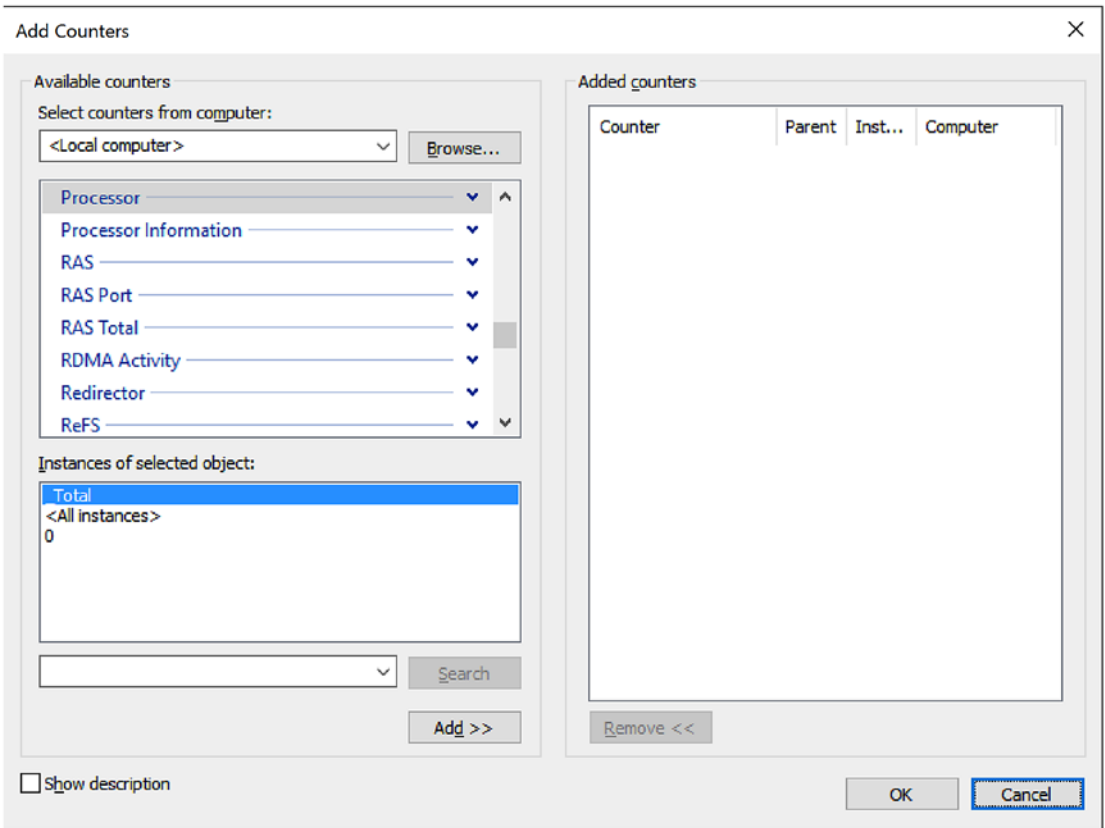 Add Counters
Available counters
Select counters from computer:
<Local computer>
Browse...
Processor
Processor Information
RAS
RAS Port
RAS Total
RDMA Activity
Redirector
ReFS
Instances of selected object:
_Total
<All instances>
0
Search
Add >>
Show description
Added counters
Counter Parent Inst... Computer
Remove <<
OK Cancel